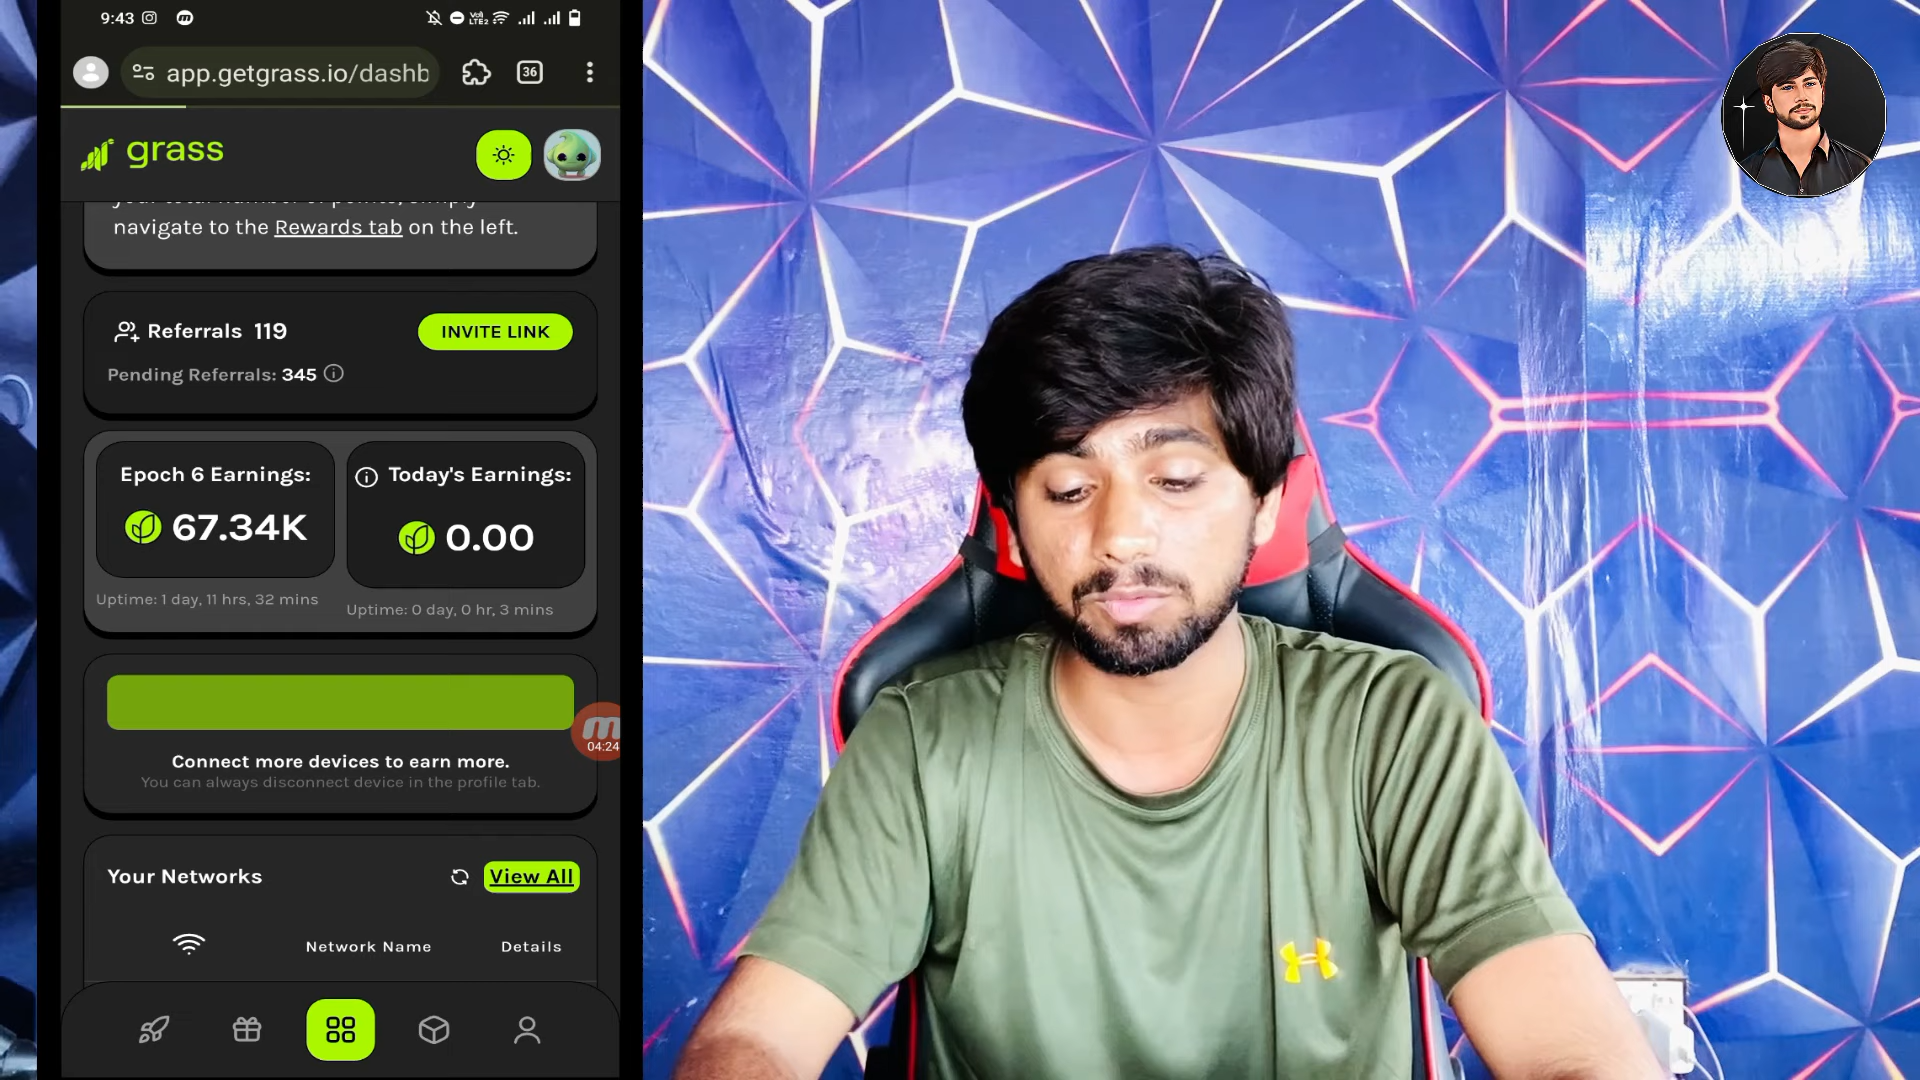 9:43
Vo) LTE2
app.getgrass.io/dashb
36
grass
navigate to the Rewards tab on the left.
Referrals 119
INVITE LINK
Pending Referrals: 345
Epoch 6 Earnings:
67.34K
Uptime: 1 day, 11 hrs, 32 mins
Today's Earnings:
0.00
Uptime: 0 day, 0 hr, 3 mins
04:24
Connect more devices to earn more.
You can always disconnect device in the profile tab.
Your Networks
View All
Network Name
Details